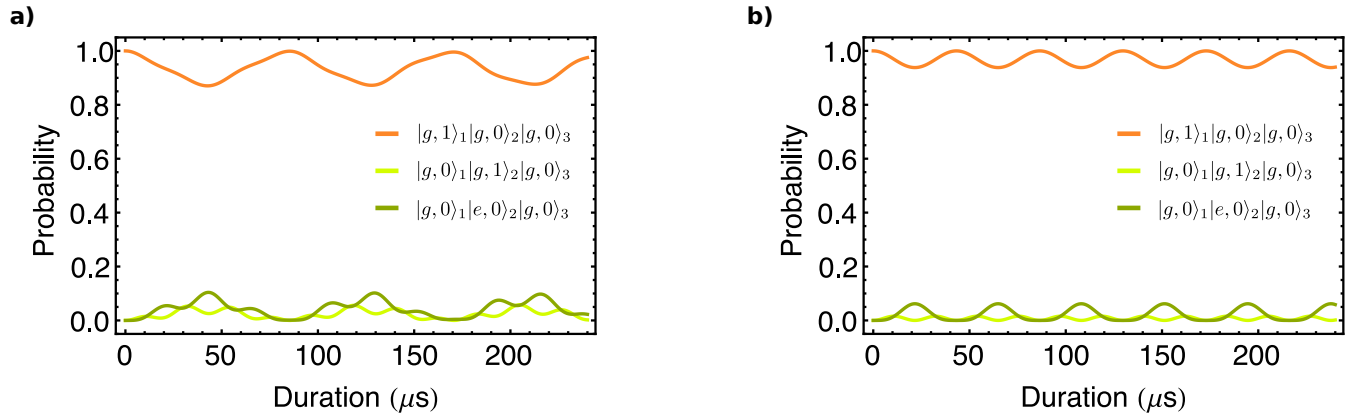 a)
Probability
1.0
0.8
0.6
0.4
0.2
0.0
|g, 1⟩₁|g, 0⟩₂|g, 0⟩₃
|g, 0⟩₁|g, 1⟩₂|g, 0⟩₃
|g, 0⟩₁|e, 0⟩₂|g, 0⟩₃
0 50 100 150 200
Duration (μs)
b)
Probability
1.0
0.8
0.6
0.4
0.2
0.0
|g, 1⟩₁|g, 0⟩₂|g, 0⟩₃
|g, 0⟩₁|g, 1⟩₂|g, 0⟩₃
|g, 0⟩₁|e, 0⟩₂|g, 0⟩₃
0 50 100 150 200
Duration (μs)